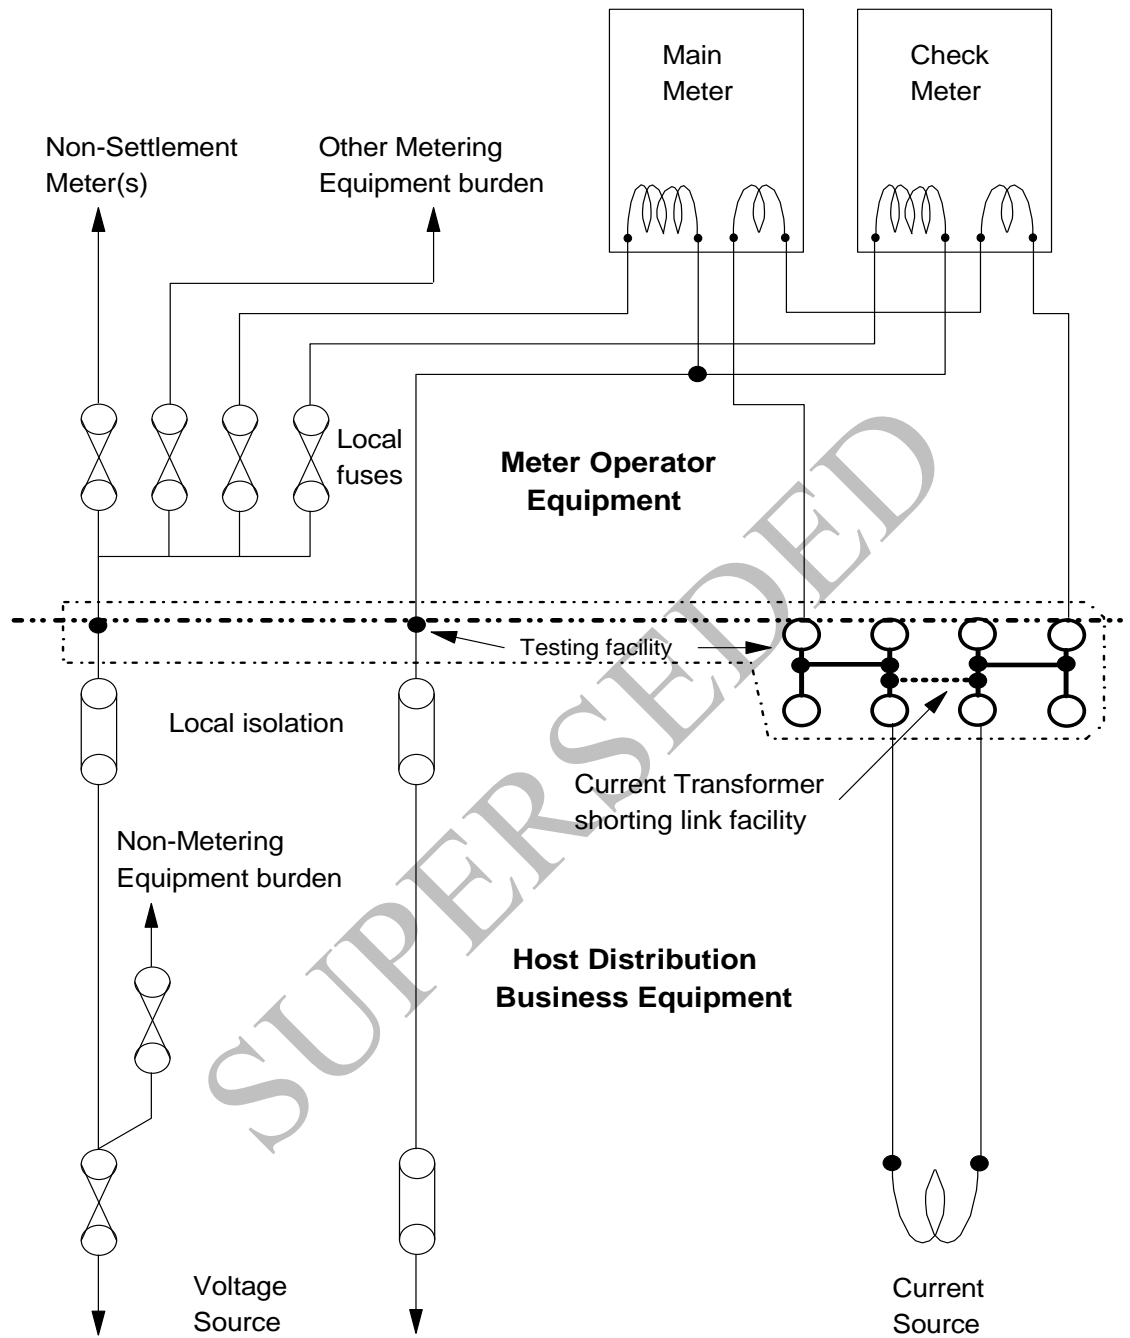 Main
Meter
Check
Meter
Non-Settlement
Meter(s)
Other Metering
Equipment burden
Local
fuses
Meter Operator
Equipment
Testing facility
Local isolation
Current Transformer
shorting link facility
Non-Metering
Equipment burden
Host Distribution
Business Equipment
SUPERSEDED
Voltage
Source
Current
Source